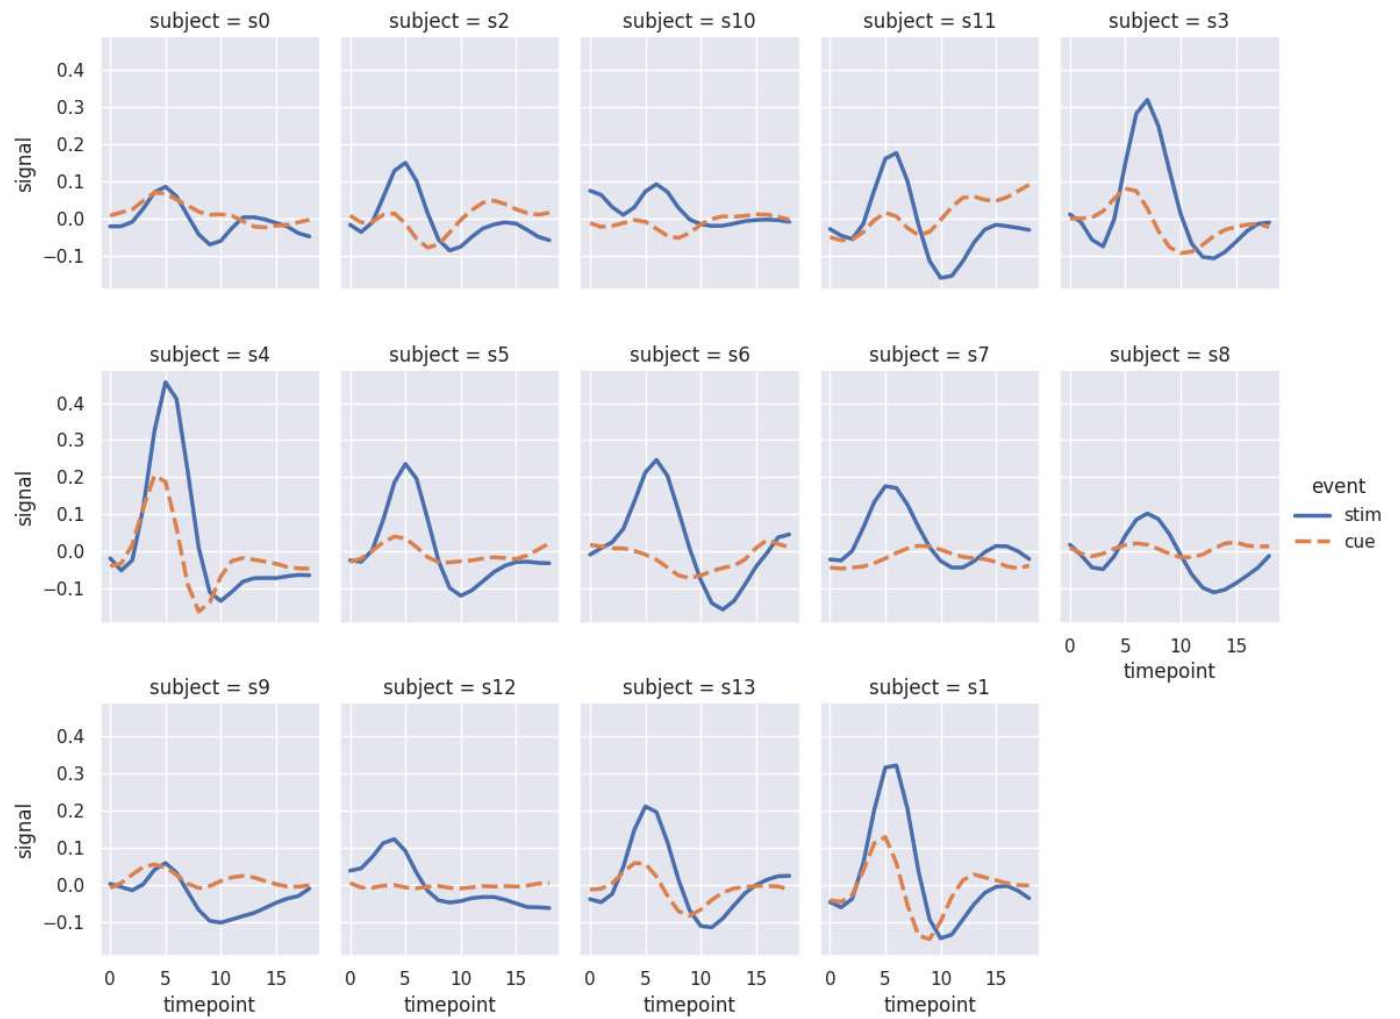 subject = s0 subject = s2 subject = s10 subject = s11 subject = s3
0.4
0.3
0.2
0.1
0.0
−0.1
signal
subject = s4 subject = s5 subject = s6 subject = s7 subject = s8
0.4
0.3
0.2
0.1
0.0
−0.1
signal
0 5 10 15
timepoint
event
stim
cue
subject = s9 subject = s12 subject = s13 subject = s1
0.4
0.3
0.2
0.1
0.0
−0.1
signal
0 5 10 15 0 5 10 15 0 5 10 15 0 5 10 15
timepoint timepoint timepoint timepoint